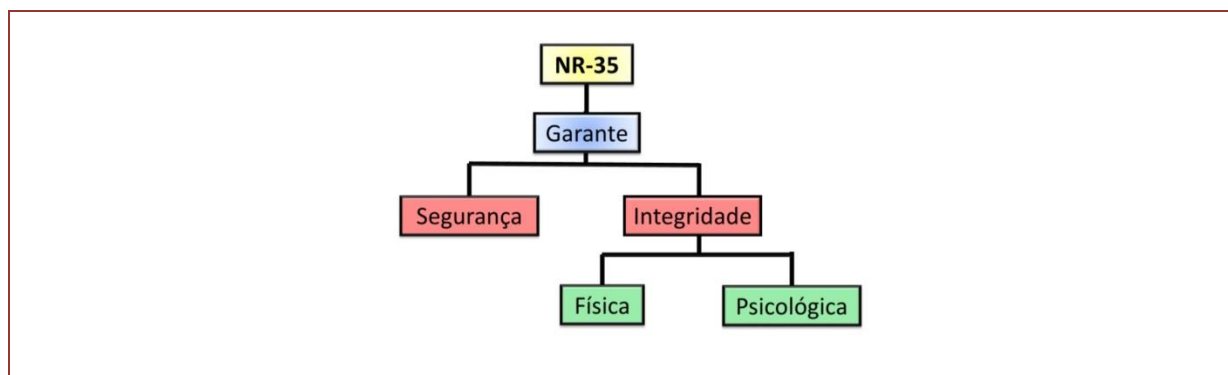 NR-35
Garante
Segurança
Integridade
Física
Psicológica